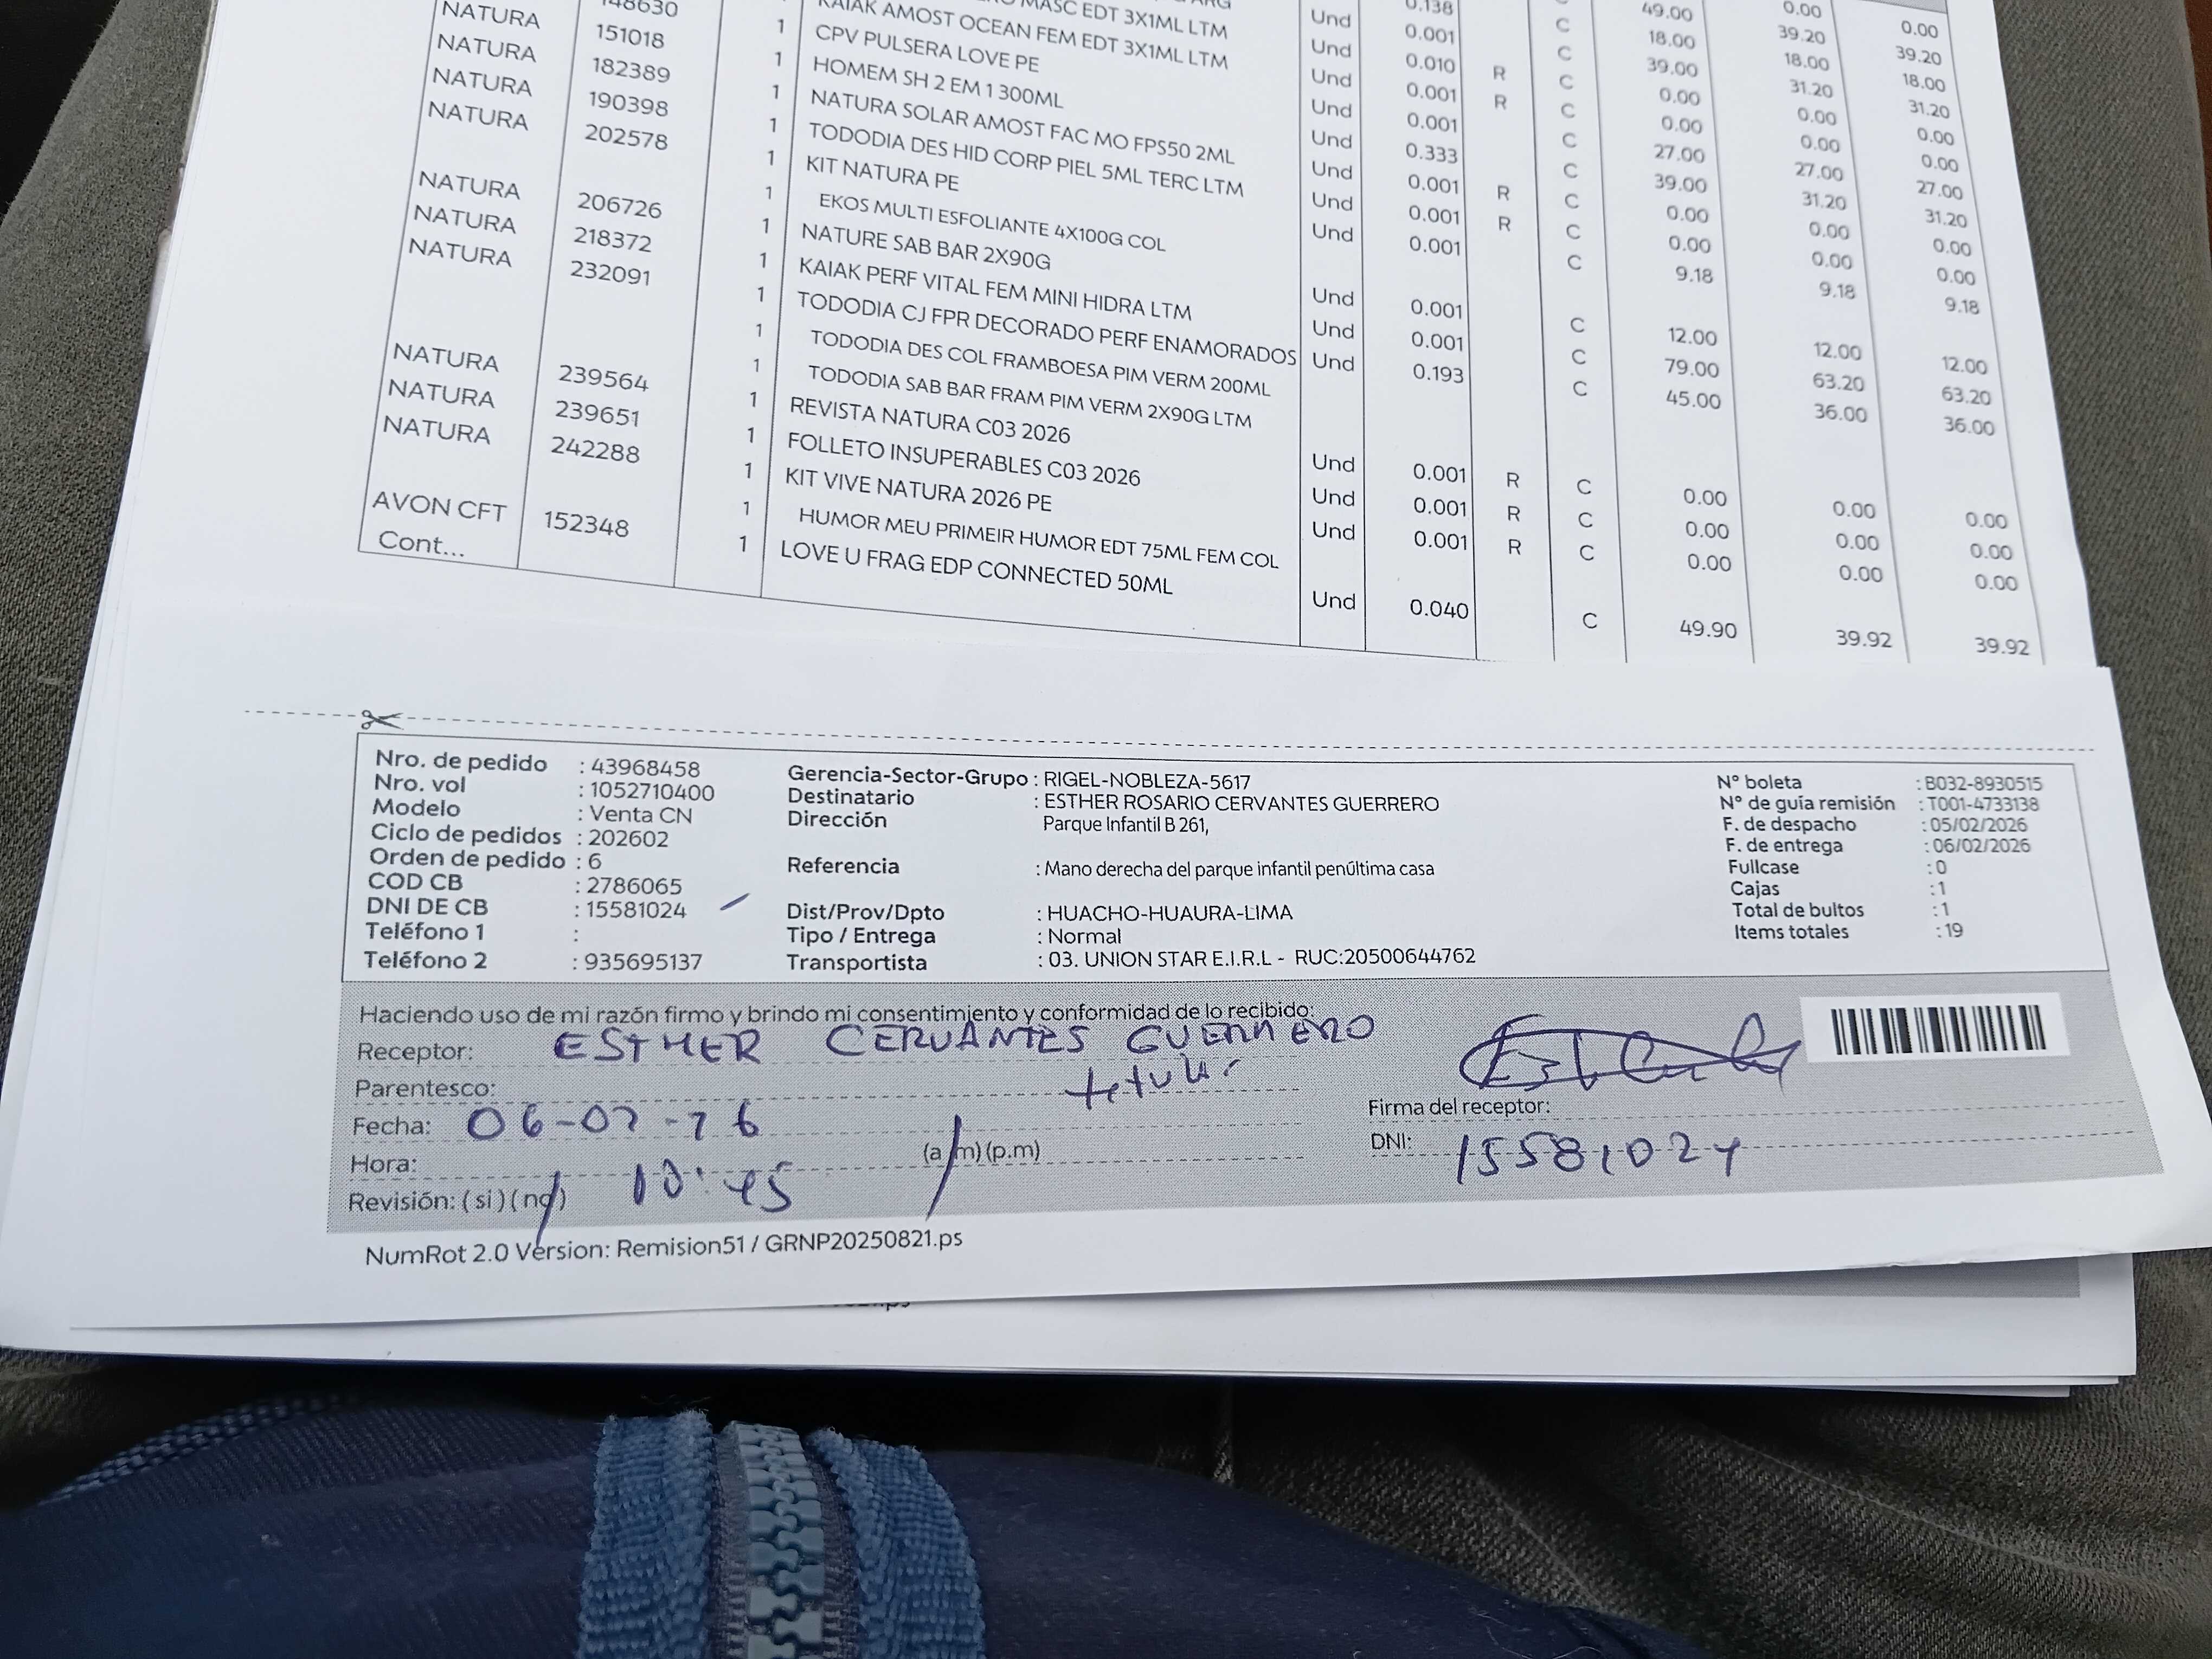 NATURA 148630 1 KAIAK AMOST OCEAN FEM EDT 3X1ML LTM Und 0.138 C 49.00 0.00 0.00
NATURA 151018 1 CPV PULSERA LOVE PE Und 0.001 C 18.00 39.20 39.20
NATURA 182389 1 HOMEM SH 2 EM 1 300ML Und 0.010 R C 39.00 18.00 18.00
NATURA 190398 1 NATURA SOLAR AMOST FAC MO FPS50 2ML Und 0.001 R C 0.00 31.20 31.20
NATURA 202578 1 TODODIA DES HID CORP PIEL 5ML TERC LTM Und 0.001 C 0.00 0.00 0.00
1 KIT NATURA PE Und 0.333 C 27.00 0.00 0.00
NATURA 206726 1 EKOS MULTI ESFOLIANTE 4X100G COL Und 0.001 R C 39.00 27.00 27.00
NATURA 218372 1 NATURE SAB BAR 2X90G Und 0.001 R C 0.00 31.20 31.20
NATURA 232091 1 KAIAK PERF VITAL FEM MINI HIDRA LTM Und 0.001 C 0.00 0.00 0.00
1 TODODIA CJ FPR DECORADO PERF ENAMORADOS 9.18 0.00 0.00
1 TODODIA DES COL FRAMBOESA PIM VERM 200ML Und 0.001 C 12.00 9.18 9.18
NATURA 239564 1 TODODIA SAB BAR FRAM PIM VERM 2X90G LTM Und 0.001 C 79.00 12.00 12.00
NATURA 239651 1 REVISTA NATURA C03 2026 Und 0.193 C 45.00 63.20 63.20
NATURA 242288 1 FOLLETO INSUPERABLES C03 2026 Und 0.001 R C 0.00 36.00 36.00
1 KIT VIVE NATURA 2026 PE Und 0.001 R C 0.00 0.00 0.00
AVON CFT 152348 1 HUMOR MEU PRIMEIR HUMOR EDT 75ML FEM COL Und 0.001 R C 0.00 0.00 0.00
Cont... 1 LOVE U FRAG EDP CONNECTED 50ML 0.00 0.00
Und 0.040 C 49.90 39.92 39.92
Nro. de pedido : 43968458
Nro. vol : 1052710400
Modelo : Venta CN
Ciclo de pedidos : 202602
Orden de pedido : 6
COD CB : 2786065
DNI DE CB : 15581024
Teléfono 1 :
Teléfono 2 : 935695137
Gerencia-Sector-Grupo : RIGEL-NOBLEZA-5617
Destinatario : ESTHER ROSARIO CERVANTES GUERRERO
Dirección Parque Infantil B 261,
Referencia : Mano derecha del parque infantil penúltima casa
Dist/Prov/Dpto : HUACHO-HUAURA-LIMA
Tipo / Entrega : Normal
Transportista : 03. UNION STAR E.I.R.L - RUC:20500644762
N° boleta : B032-8930515
N° de guía remisión : T001-4733138
F. de despacho : 05/02/2026
F. de entrega : 06/02/2026
Fullcase : 0
Cajas : 1
Total de bultos : 1
Items totales : 19
Haciendo uso de mi razón firmo y brindo mi consentimiento y conformidad de lo recibido:
Receptor: ESTHER CERVANTES GUERRERO
Parentesco: titular
Fecha: 06-02-26
Hora: 10:45 (a.m) (p.m)
Revisión: (si) (no)
Firma del receptor:
DNI: 15581024
NumRot 2.0 Version: Remision51 / GRNP20250821.ps